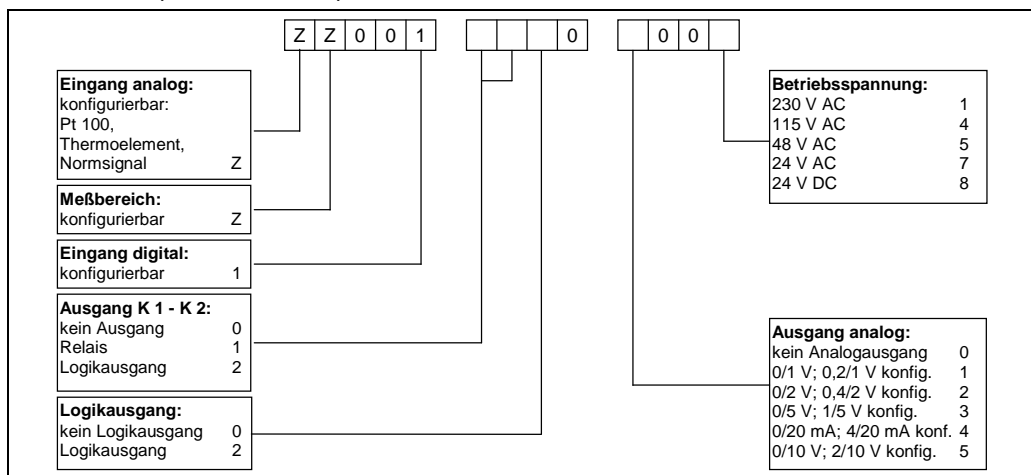 Z Z 0 0 1 0 0 0
Eingang analog:
konfigurierbar:
Pt 100,
Thermoelement,
Normsignal Z
Meßbereich:
konfigurierbar Z
Eingang digital:
konfigurierbar 1
Ausgang K 1 - K 2:
kein Ausgang 0
Relais 1
Logikausgang 2
Logikausgang:
kein Logikausgang 0
Logikausgang 2
Betriebsspannung:
230 V AC 1
115 V AC 4
48 V AC 5
24 V AC 7
24 V DC 8
Ausgang analog:
kein Analogausgang 0
0/1 V; 0,2/1 V konfig. 1
0/2 V; 0,4/2 V konfig. 2
0/5 V; 1/5 V konfig. 3
0/20 mA; 4/20 mA konf. 4
0/10 V; 2/10 V konfig. 5